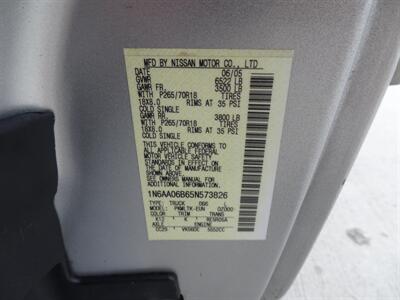 MFD BY NISSAN MOTOR CO., LTD
DATE 06/05
GVWR 6522 LB
GAWR FR 3500 LB
WITH P265/70R18 TIRES
18X8.0 RIMS AT 35 PSI
COLD SINGLE
GAWR RR 3800 LB
WITH P265/70R18 TIRES
18X8.0 RIMS AT 35 PSI
COLD SINGLE
THIS VEHICLE CONFORMS TO ALL
APPLICABLE
MOTOR VEHICLE SAFETY
STANDARDS IN EFFECT ON THE
DATE OF MANUFACTURE SHOWN
ABOVE
SEE OWNERS MANUAL FOR
ADDITIONAL INFORMATION
1N6AA06B65N573826
TYPE: TRUCK
MODEL:
COLOR TRIM TRANS
K12 K
AXLE ENGINE
VK56DE 5552CC